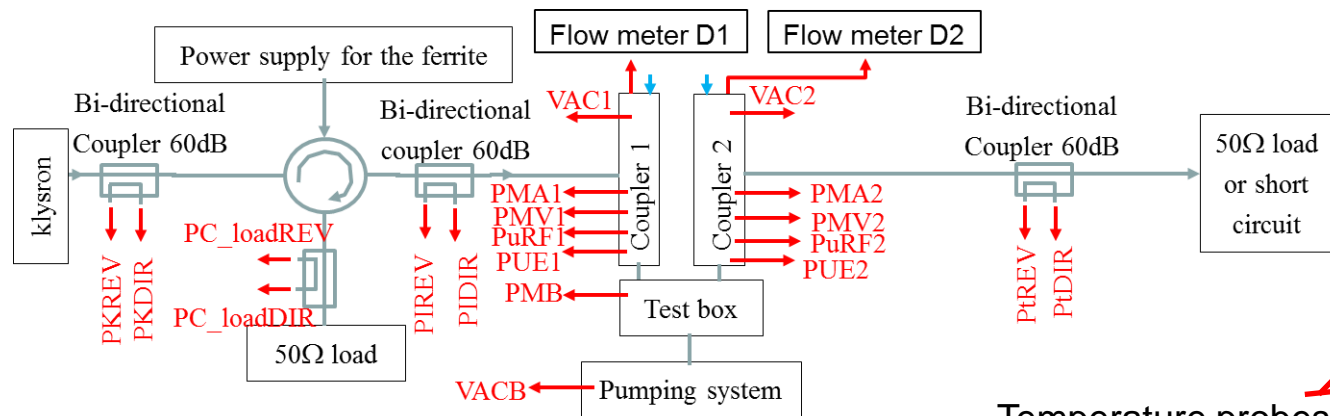 Flow meter D1
Flow meter D2
Power supply for the ferrite
Bi-directional
Coupler 60dB
Bi-directional
coupler 60dB
VAC1
VAC2
Bi-directional
Coupler 60dB
klysron
Coupler 1
Coupler 2
50Ω load
or short
circuit
PMA1
PMV1
PuRF1
PUE1
PMA2
PMV2
PuRF2
PUE2
PKREV
PKDIR
PC_loadREV
PC_loadDIR
PIREV
PIDIR
PMB
Test box
PtREV
PtDIR
50Ω load
VACB
Pumping system
Temperature probes